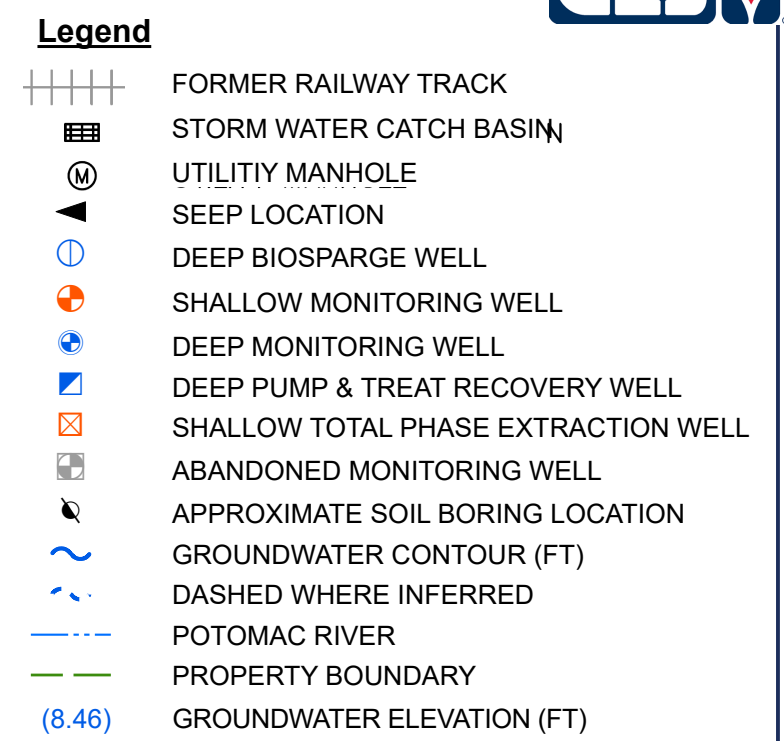 Legend
FORMER RAILWAY TRACK
STORM WATER CATCH BASIN
M UTILITIY MANHOLE
SEEP LOCATION
DEEP BIOSPARGE WELL
SHALLOW MONITORING WELL
DEEP MONITORING WELL
DEEP PUMP & TREAT RECOVERY WELL
SHALLOW TOTAL PHASE EXTRACTION WELL
ABANDONED MONITORING WELL
APPROXIMATE SOIL BORING LOCATION
GROUNDWATER CONTOUR (FT)
DASHED WHERE INFERRED
POTOMAC RIVER
PROPERTY BOUNDARY
(8.46) GROUNDWATER ELEVATION (FT)